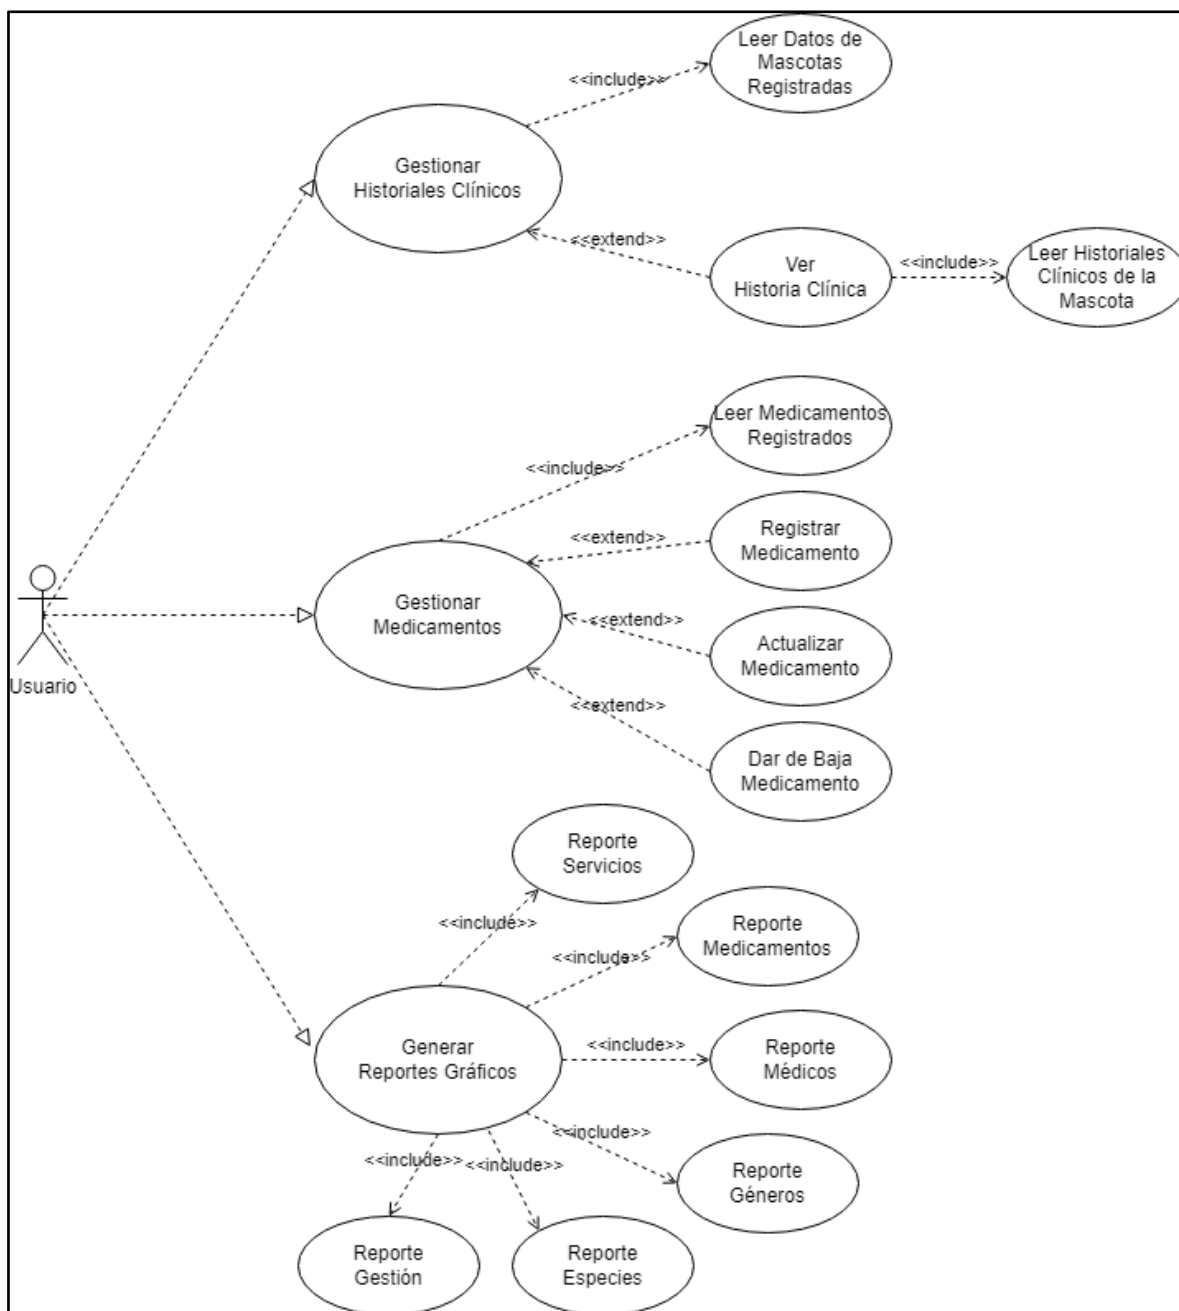 Leer Datos de
Mascotas
Registradas
<<include>>
Gestionar
Historiales Clínicos
<<extend>>
Ver
Historia Clínica
<<include>>
Leer Historiales
Clínicos de la
Mascota
Leer Medicamentos
Registrados
<<include>>
<<extend>>
Registrar
Medicamento
Gestionar
Medicamentos
<<extend>>
Actualizar
Medicamento
Usuario
<<extend>>
Dar de Baja
Medicamento
Reporte
Servicios
<<include>>
Reporte
Medicamentos
<<include>>
Generar
Reportes Gráficos
<<include>>
Reporte
Médicos
<<include>>
Reporte
Géneros
<<include>>
<<include>>
Reporte
Gestión
Reporte
Especies